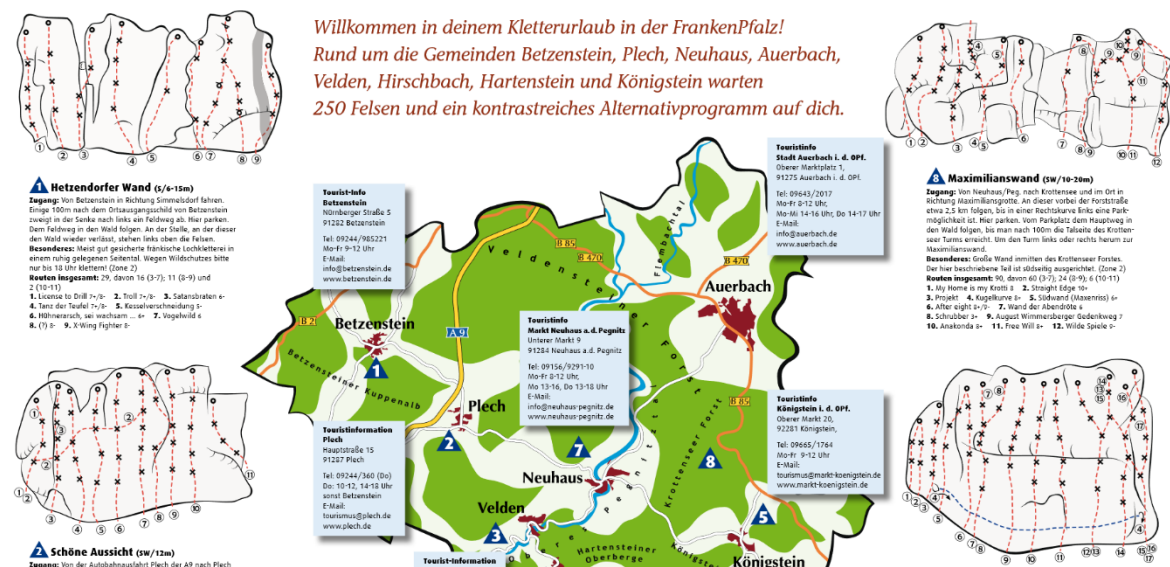 Willkommen in deinem Kletterurlaub in der FrankenPfalz!
Rund um die Gemeinden Betzenstein, Plech, Neuhaus, Auerbach,
Velden, Hirschbach, Hartenstein und Königstein warten
250 Felsen und ein kontrastreiches Alternativprogramm auf dich.
1 Hetzendorfer Wand (S/6-15m)
Zugang: Von Betzenstein in Richtung Simmelsdorf fahren.
Einige 100m nach dem Ortsausgangschild von Betzenstein
zweigt in der Senke nach links ein Feldweg ab. Hier parken.
Dem Feldweg in den Wald folgen. An der Stelle, an der dieser
den Wald wieder verlässt, stehen links oben die Felsen.
Besonderes: Meist gut gesicherte fränkische Lochkletterei in
einem ruhig gelegenen Seitental. Wegen Wildschutzes bitte
nur bis 18 Uhr klettern! (Zone 2)
Routen insgesamt: 29, davon 16 (3-7); 11 (8-9) und
2 (10-11)
1. License to Drill 7+/8- 2. Troll 7+/8- 3. Satansbraten 6-
4. Tanz der Teufel 7+/8- 5. Kesselverschneidung 5-
6. Hühnerarsch, sei wachsam ... 6+ 7. Vogelwild 6
8. (?) 8- 9. X-Wing Fighter 8-
2 Schöne Aussicht (SW/12m)
Zugang: Von der Autobahnausfahrt Plech der A9 nach Plech
Tourist-Info
Betzenstein
Nürnberger Straße 5
91282 Betzenstein
Tel: 09244/985221
Mo-Fr 9-12 Uhr
E-Mail:
info@betzenstein.de
www.betzenstein.de
Touristinformation
Plech
Hauptstraße 15
91287 Plech
Tel: 09244/360 (Do)
Do: 10-12, 14-18 Uhr
sonst Betzenstein
E-Mail:
tourismus@plech.de
www.plech.de
Touristinfo
Markt Neuhaus a.d. Pegnitz
Unterer Markt 9
91284 Neuhaus a.d. Pegnitz
Tel: 09156/9291-10
Mo-Fr 8-12 Uhr,
Mo 13-16, Do 13-18 Uhr
E-Mail:
info@neuhaus-pegnitz.de
www.neuhaus-pegnitz.de
Touristinfo
Stadt Auerbach i. d. OPf.
Oberer Marktplatz 1,
91275 Auerbach i. d. OPf.
Tel: 09643/2017
Mo-Fr 8-12 Uhr,
Mo-Mi 14-16 Uhr, Do 14-17 Uhr
E-Mail:
info@auerbach.de
www.auerbach.de
Touristinfo
Königstein i. d. OPf.
Oberer Markt 20,
92281 Königstein,
Tel: 09665/1764
Mo-Fr 9-12 Uhr
E-Mail:
tourismus@markt-koenigstein.de
www.markt-koenigstein.de
Tourist-Information
Veldensteiner Forst
Flembachtal
B 85
B 470
B 470
B 2
A 9
B 85
Auerbach
Betzenstein
1
Betzensteiner Kuppenalb
Plech
2
7
Neuhaus
8
Krottenseer Forst
Velden
3
5
Hartensteiner
Oberberge
Königstein
8 Maximilianswand (SW/10-20m)
Zugang: Von Neuhaus/Peg. nach Krottensee und im Ort in
Richtung Maximiliansgrotte. An dieser vorbei der Forststraße
etwa 2,5 km folgen, bis in einer Rechtskurve links eine Park-
möglichkeit ist. Hier parken. Vom Parkplatz dem Hauptweg in
den Wald folgen, bis man nach 100m die Talseite des Krotten-
seer Turms erreicht. Um den Turm links oder rechts herum zur
Maximilianswand.
Besonderes: Große Wand inmitten des Krottenseer Forstes.
Der hier beschriebene Teil ist südseitig ausgerichtet. (Zone 2)
Routen insgesamt: 90, davon 60 (3-7); 24 (8-9); 6 (10-11)
1. My Home is my Krotti 8 2. Straight Edge 10+
3. Projekt 4. Kugelkurve 8+ 5. Südwand (Maxenriss) 6+
6. After eight 8+/9- 7. Wand der Abendröte 6
8. Schrubber 3+ 9. August Wimmersberger Gedenkweg 7
10. Anakonda 8+ 11. Free Will 8+ 12. Wilde Spiele 9-